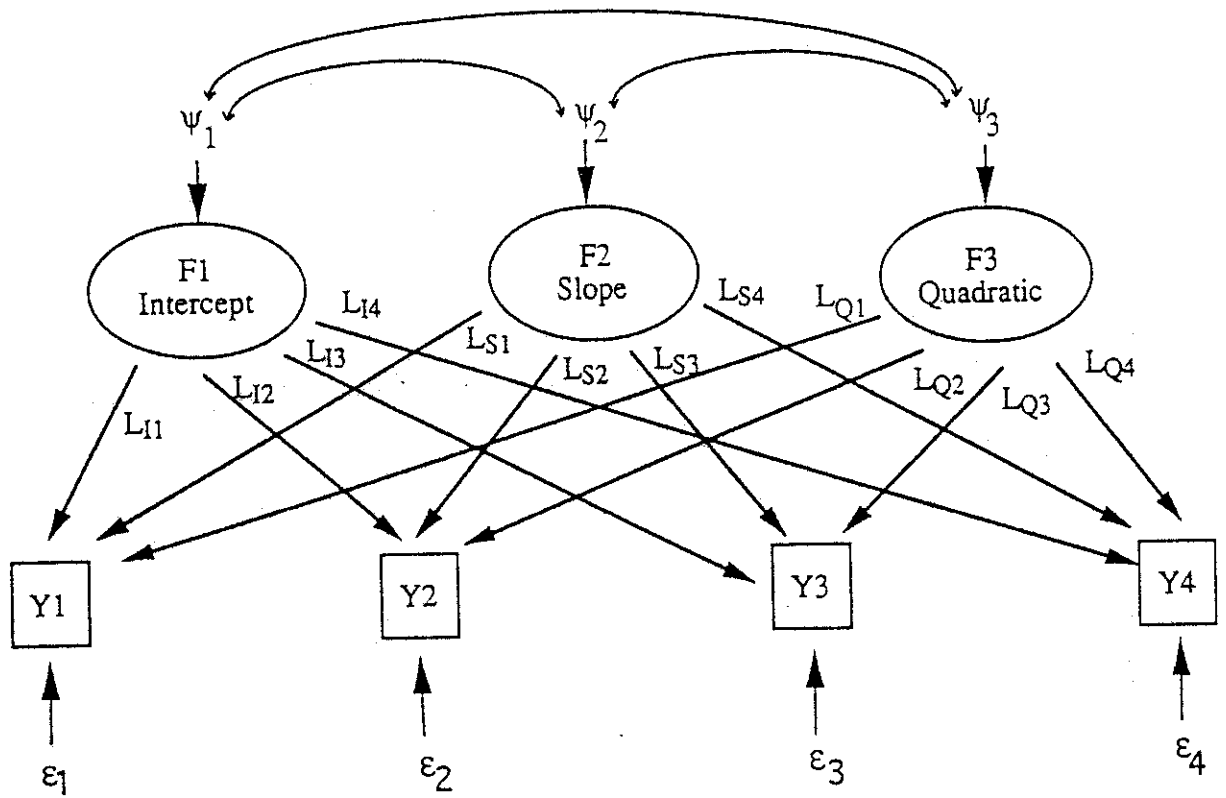 Ψ1
Ψ2
Ψ3
F1
Intercept
F2
Slope
F3
Quadratic
LI4
LS4
LQ1
LI3
LS1
LI2
LS2
LS3
LQ2
LQ3
LQ4
LI1
Y1
Y2
Y3
Y4
ε1
ε2
ε3
ε4